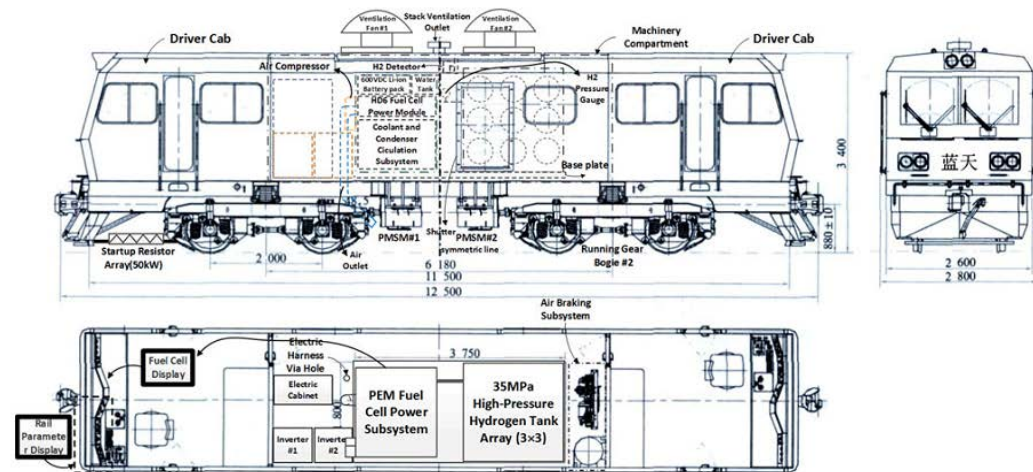 Ventilation
Fan#1
Stack Ventilation
Outlet
Ventilation
Fan#2
Machinery
Compartment
Driver Cab
Driver Cab
Air Compressor
H2 Detector
600VDC Li-ion
Battery pack
Water
Tank
HD6 Fuel Cell
Power Module
Coolant and
Condenser
Ciculation
Subsystem
H2
Pressure
Gauge
Base plate
3 400
880±10
PMSM#1
Shutter
PMSM#2
symmetric line
Running Gear
Bogie #2
Startup Resistor
Array(50kW)
Air
Outlet
2 000
6 180
11 500
12 500
蓝天
2 600
2 800
Air Braking
Subsystem
Fuel Cell
Display
Rail
Paramete
r Display
Electric
Harness
Via Hole
Electric
Cabinet
Inverter
#1
Inverter
#2
800
3 750
PEM Fuel
Cell Power
Subsystem
35MPa
High-Pressure
Hydrogen Tank
Array (3×3)